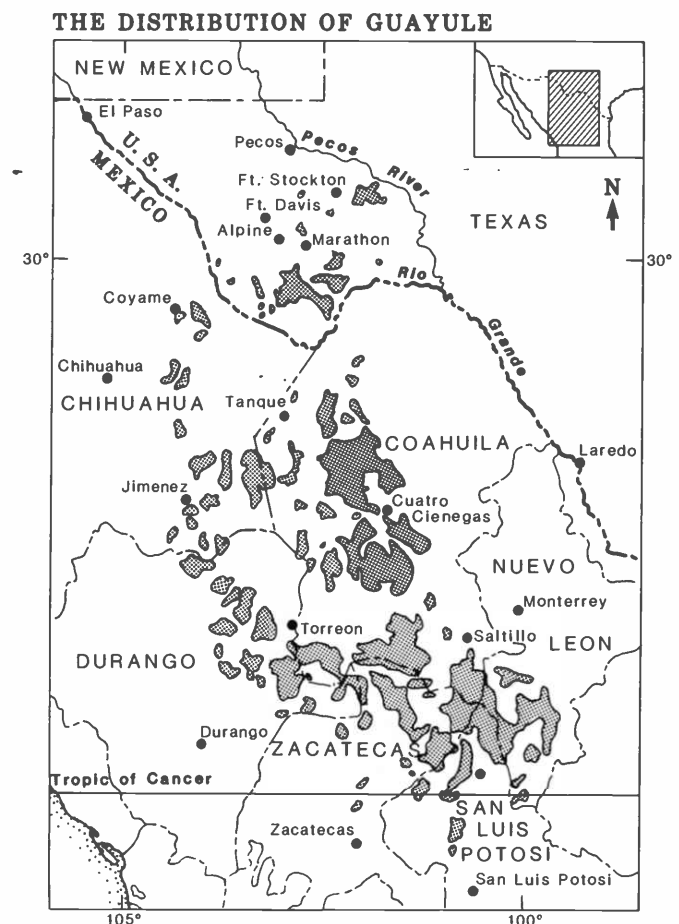 THE DISTRIBUTION OF GUAYULE
NEW MEXICO
El Paso
U. S. A.
MEXICO
Pecos
Pecos River
Ft. Stockton
Ft. Davis
Alpine
Marathon
N
TEXAS
30°
30°
Rio Grande
Coyame
Chihuahua
CHIHUAHUA
Tanque
COAHUILA
Laredo
Jimenez
Cuatro
Cienegas
NUEVO
LEON
Monterrey
Torreon
Saltillo
DURANGO
Durango
ZACATECAS
Tropic of Cancer
SAN
LUIS
POTOSI
Zacatecas
San Luis Potosi
105°
100°